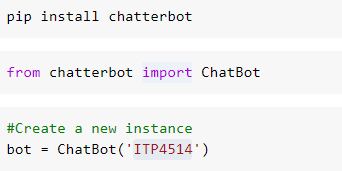 pip install chatterbot
from chatterbot import ChatBot
#Create a new instance
bot = ChatBot('ITP4514')